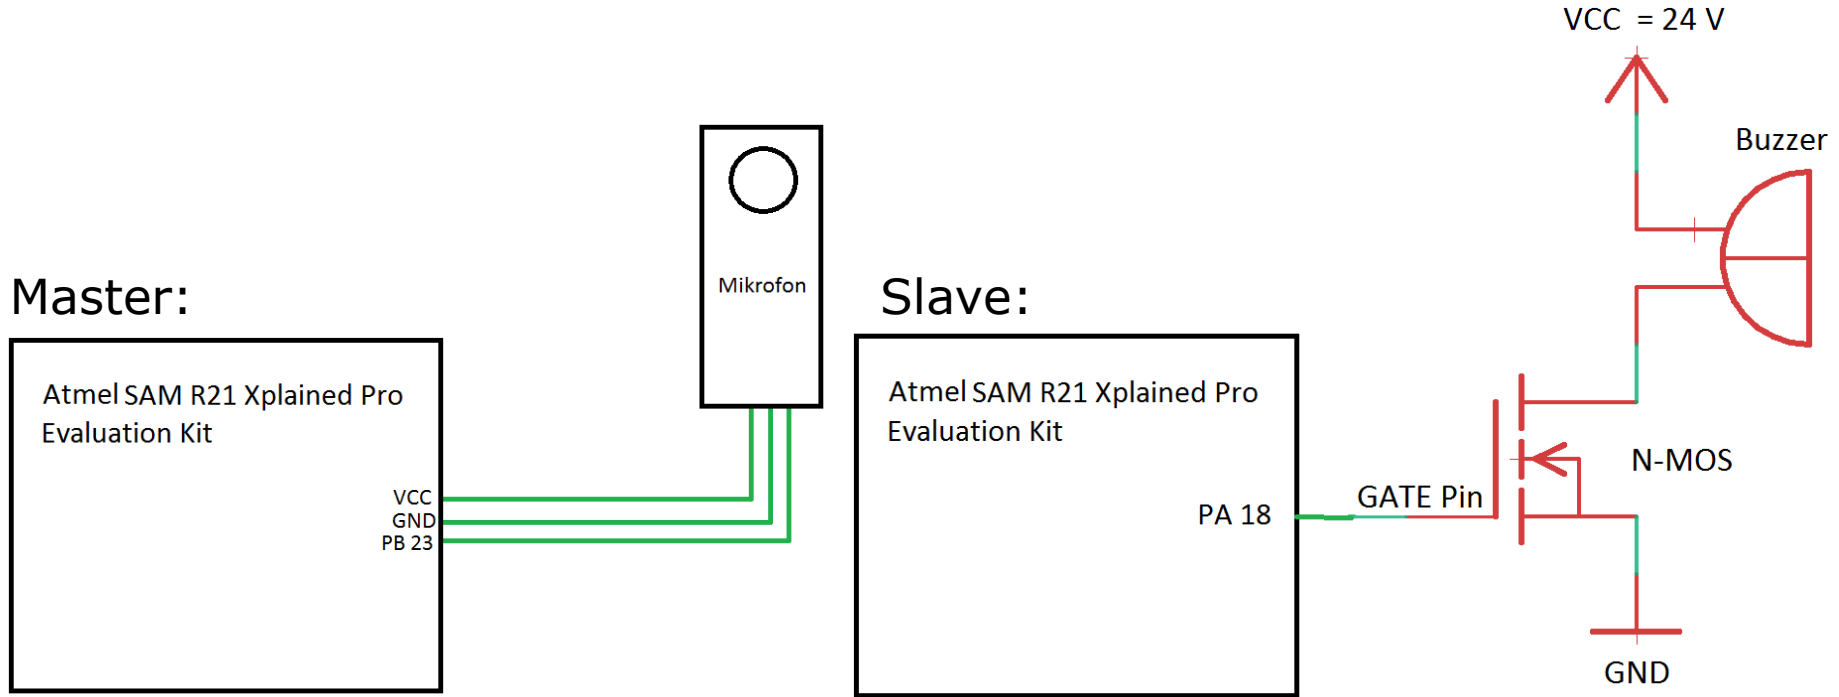 Master:
Atmel SAM R21 Xplained Pro
Evaluation Kit
VCC
GND
PB 23
Mikrofon
Slave:
Atmel SAM R21 Xplained Pro
Evaluation Kit
PA 18
GATE Pin
VCC = 24 V
Buzzer
N-MOS
GND